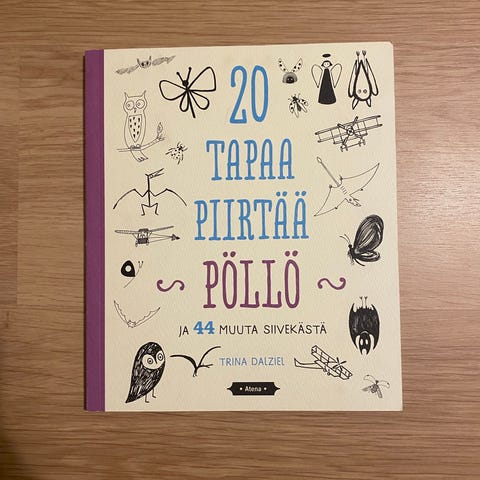 20
TAPAA
PIIRTÄÄ
PÖLLÖ
JA 44 MUUTA SIIVEKÄSTÄ
TRINA DALZIEL
• Atena •